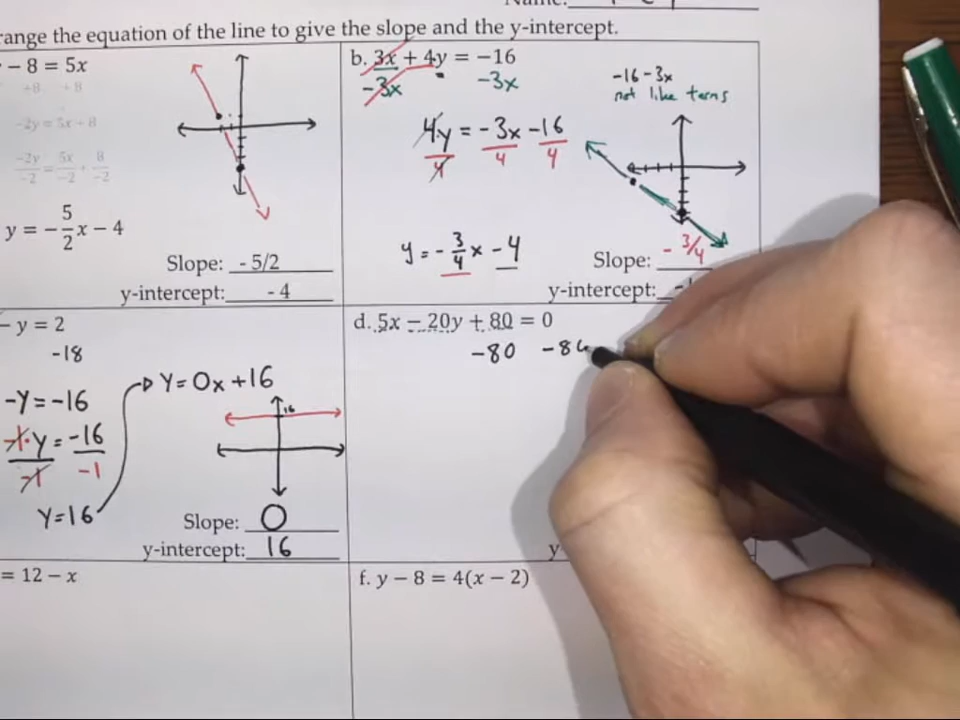 Name:
range the equation of the line to give the slope and the y-intercept.
- 8 = 5x
+8 +8
-2y = 5x + 8
-2y/-2 = 5x/-2 + 8/-2
y = -5/2x - 4
Slope: - 5/2
y-intercept: - 4
b. 3x + 4y = -16
-3x -3x
-16 - 3x
not like terms
4y/4 = -3x/4 -16/4
y = -3/4x - 4
Slope: - 3/4
y-intercept:
- y = 2
-18
-y = -16
-1·y/-1 = -16/-1
y = 16
y = 0x + 16
16
Slope: 0
y-intercept: 16
d. 5x - 20y + 80 = 0
-80 -8
y
= 12 - x
f. y - 8 = 4(x - 2)